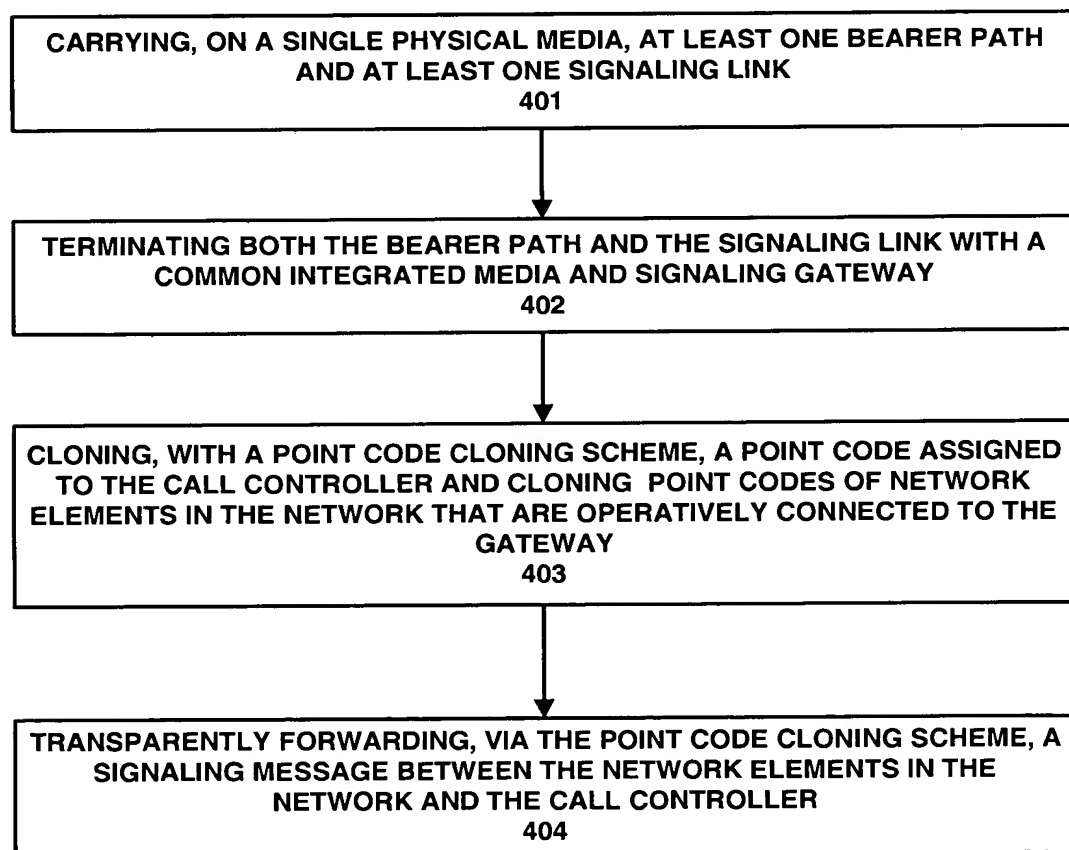 CARRYING, ON A SINGLE PHYSICAL MEDIA, AT LEAST ONE BEARER PATH
AND AT LEAST ONE SIGNALING LINK
401
TERMINATING BOTH THE BEARER PATH AND THE SIGNALING LINK WITH A
COMMON INTEGRATED MEDIA AND SIGNALING GATEWAY
402
CLONING, WITH A POINT CODE CLONING SCHEME, A POINT CODE ASSIGNED
TO THE CALL CONTROLLER AND CLONING POINT CODES OF NETWORK
ELEMENTS IN THE NETWORK THAT ARE OPERATIVELY CONNECTED TO THE
GATEWAY
403
TRANSPARENTLY FORWARDING, VIA THE POINT CODE CLONING SCHEME, A
SIGNALING MESSAGE BETWEEN THE NETWORK ELEMENTS IN THE
NETWORK AND THE CALL CONTROLLER
404